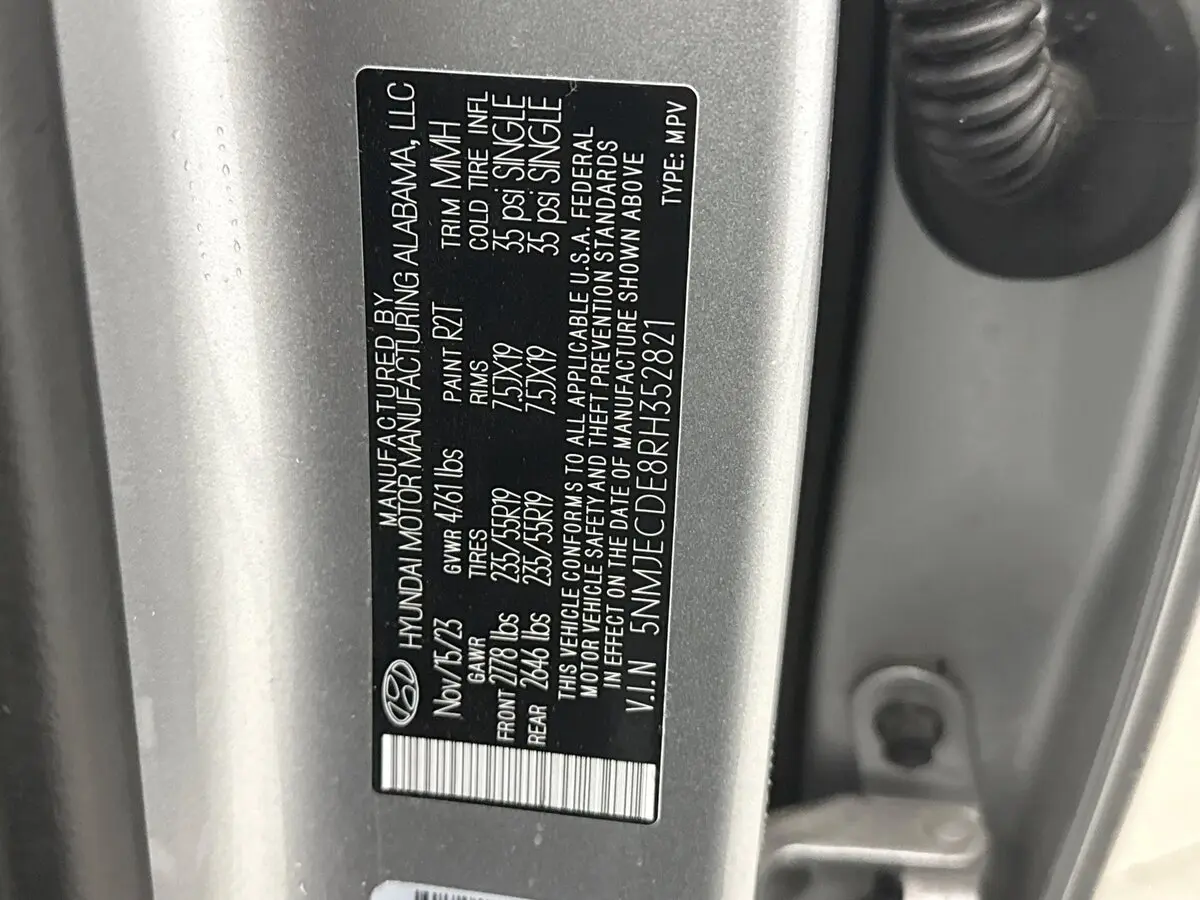 MANUFACTURED BY
HYUNDAI MOTOR MANUFACTURING ALABAMA, LLC
Nov/15/23 GVWR 4761 lbs PAINT R2T TRIM MMH
GAWR TIRES RIMS COLD TIRE INFL
FRONT 2778 lbs 235/55R19 7.5JX19 35 psi SINGLE
REAR 2646 lbs 235/55R19 7.5JX19 35 psi SINGLE
THIS VEHICLE CONFORMS TO ALL APPLICABLE U.S.A. FEDERAL
MOTOR VEHICLE SAFETY AND THEFT PREVENTION STANDARDS
IN EFFECT ON THE DATE OF MANUFACTURE SHOWN ABOVE
V.I.N 5NMJECDE8RH352821 TYPE: MPV